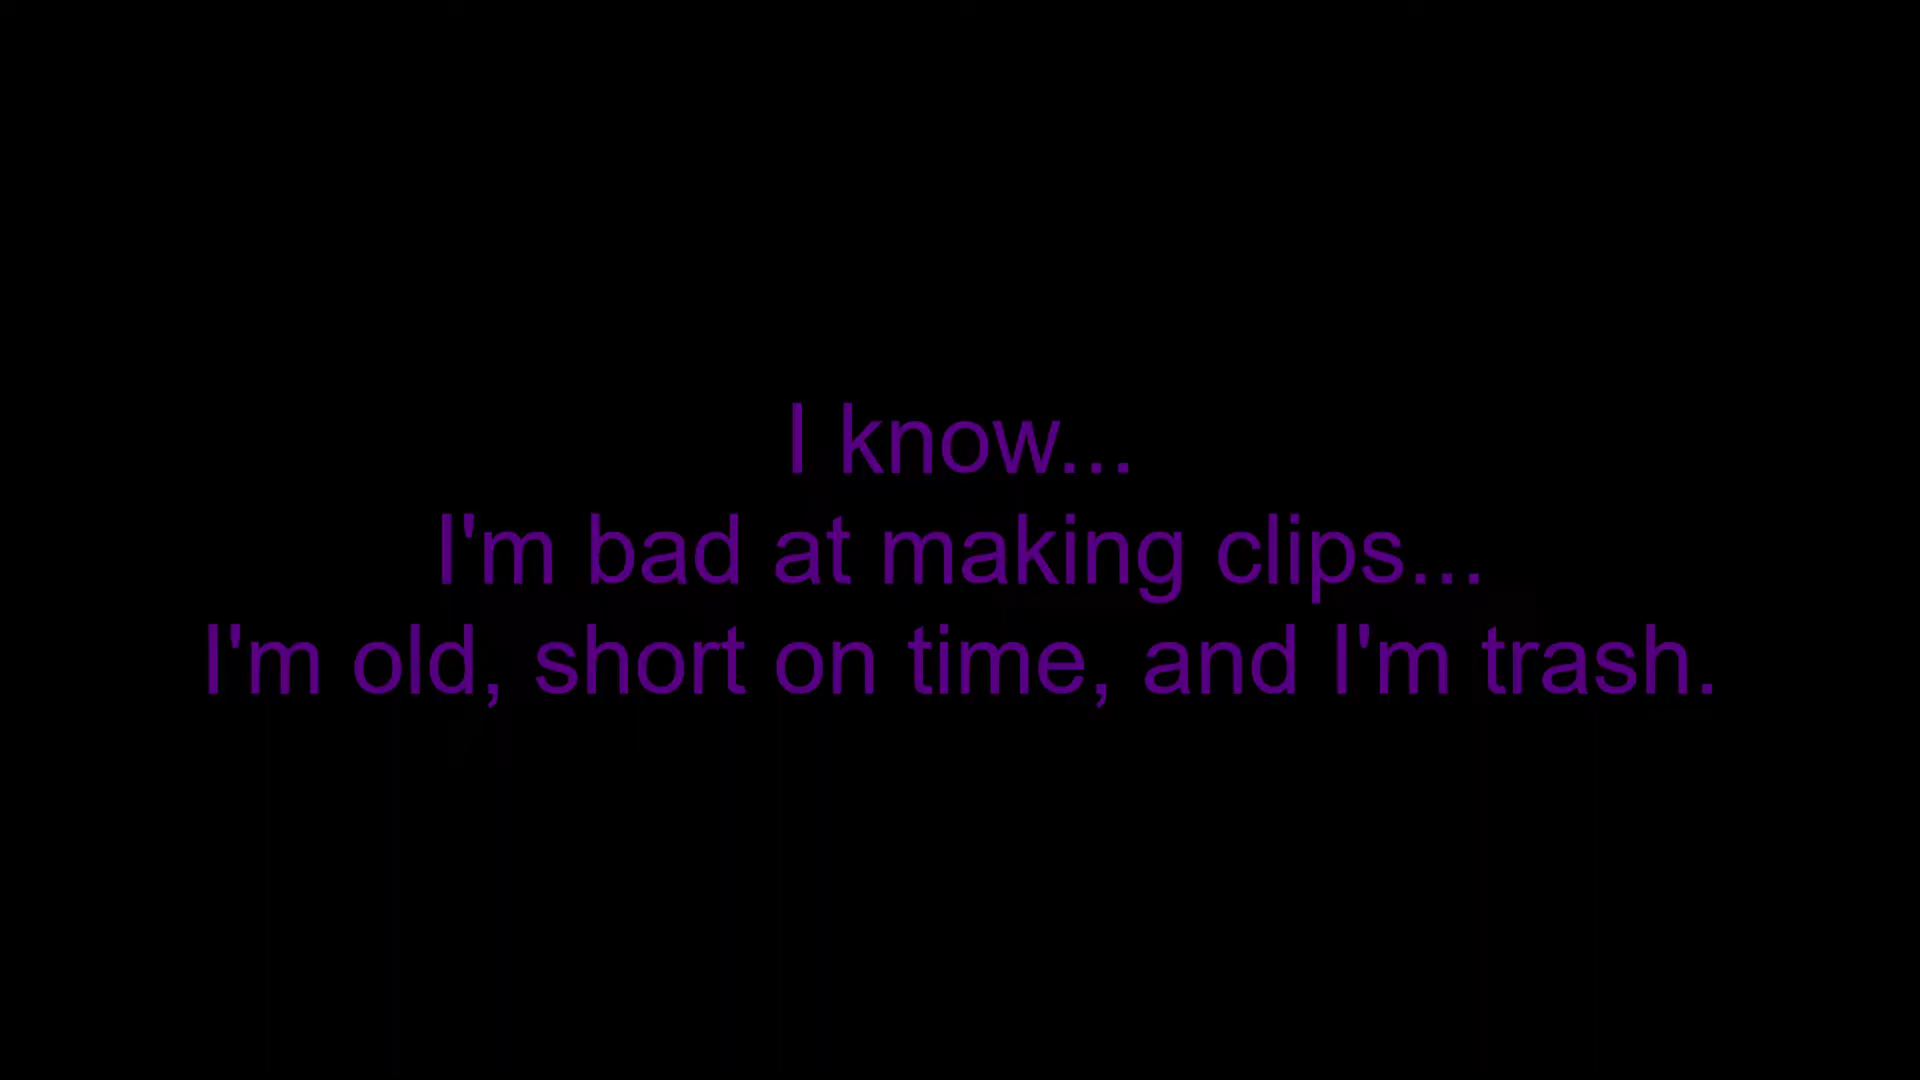 I know...
I'm bad at making clips...
I'm old, short on time, and I'm trash.